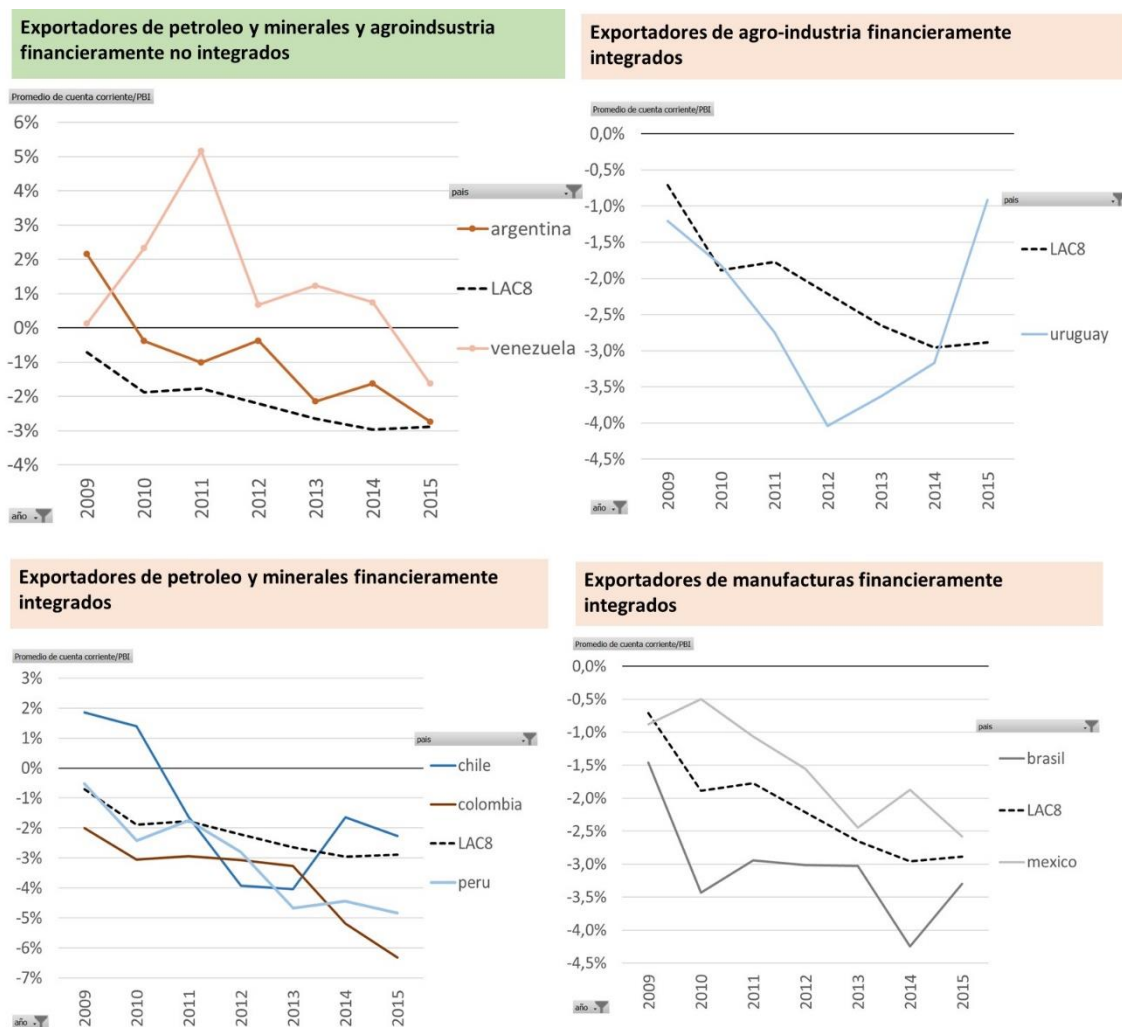 Exportadores de petroleo y minerales y agroindsustria
financieramente no integrados
Promedio de cuenta corriente/PBI
6%
5%
4%
3%
2%
1%
0%
-1%
-2%
-3%
-4%
2009
2010
2011
2012
2013
2014
2015
pais
argentina
LAC8
venezuela
año
Exportadores de agro-industria financieramente
integrados
Promedio de cuenta corriente/PBI
0,0%
-0,5%
-1,0%
-1,5%
-2,0%
-2,5%
-3,0%
-3,5%
-4,0%
-4,5%
2009
2010
2011
2012
2013
2014
2015
pais
LAC8
uruguay
año
Exportadores de petroleo y minerales financieramente
integrados
Promedio de cuenta corriente/PBI
3%
2%
1%
0%
-1%
-2%
-3%
-4%
-5%
-6%
-7%
2009
2010
2011
2012
2013
2014
2015
pais
chile
colombia
LAC8
peru
año
Exportadores de manufacturas financieramente
integrados
Promedio de cuenta corriente/PBI
0,0%
-0,5%
-1,0%
-1,5%
-2,0%
-2,5%
-3,0%
-3,5%
-4,0%
-4,5%
2009
2010
2011
2012
2013
2014
2015
pais
brasil
LAC8
mexico
año